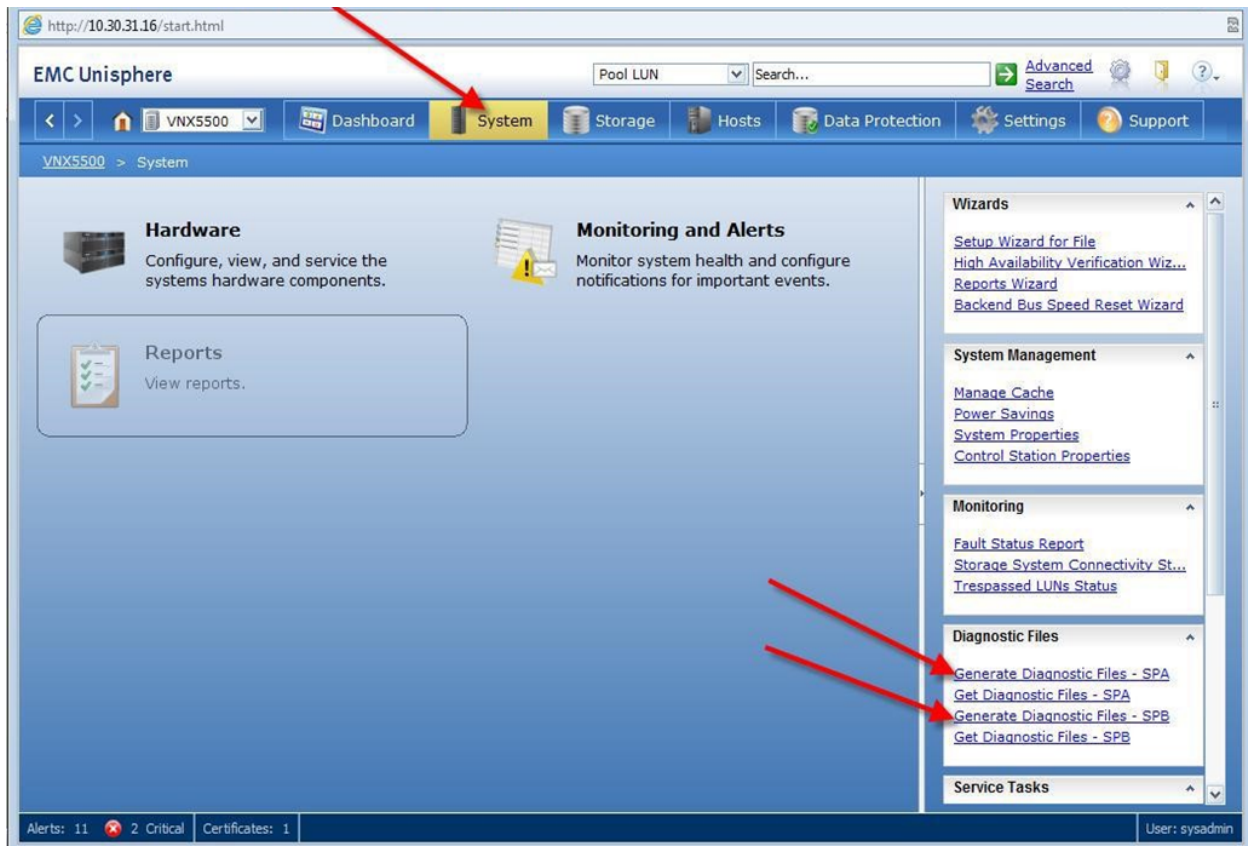 http://10.30.31.16/start.html
EMC Unisphere
Pool LUN
Search...
Advanced Search
VNX5500
Dashboard
System
Storage
Hosts
Data Protection
Settings
Support
VNX5500 > System
Hardware
Configure, view, and service the
systems hardware components.
Monitoring and Alerts
Monitor system health and configure
notifications for important events.
Reports
View reports.
Wizards
Setup Wizard for File
High Availability Verification Wiz...
Reports Wizard
Backend Bus Speed Reset Wizard
System Management
Manage Cache
Power Savings
System Properties
Control Station Properties
Monitoring
Fault Status Report
Storage System Connectivity St...
Trespassed LUNs Status
Diagnostic Files
Generate Diagnostic Files - SPA
Get Diagnostic Files - SPA
Generate Diagnostic Files - SPB
Get Diagnostic Files - SPB
Service Tasks
Alerts: 11 2 Critical Certificates: 1
User: sysadmin